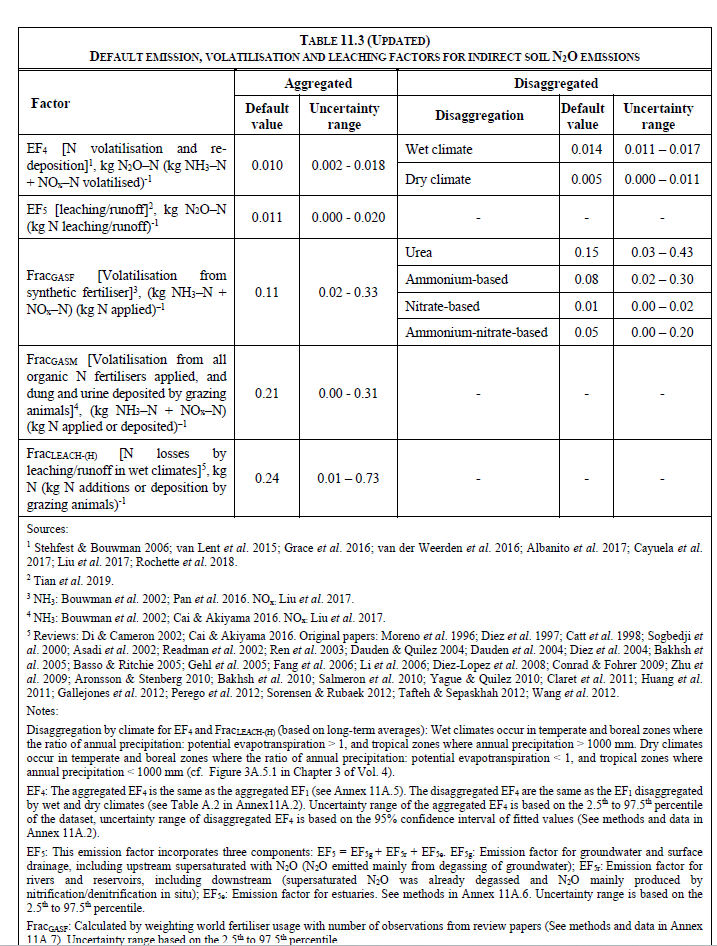 TABLE 11.3 (UPDATED)
DEFAULT EMISSION, VOLATILISATION AND LEACHING FACTORS FOR INDIRECT SOIL N2O EMISSIONS
Factor
Aggregated
Disaggregated
Default value
Uncertainty range
Disaggregation
Default value
Uncertainty range
EF4 [N volatilisation and re-
deposition]1, kg N2O–N (kg NH3–N
+ NOx–N volatilised)-1
0.010
0.002 - 0.018
Wet climate
0.014
0.011 – 0.017
Dry climate
0.005
0.000 – 0.011
EF5 [leaching/runoff]2, kg N2O–N
(kg N leaching/runoff)-1
0.011
0.000 - 0.020
-
-
-
FracGASF [Volatilisation from
synthetic fertiliser]3, (kg NH3–N +
NOx–N) (kg N applied)–1
0.11
0.02 - 0.33
Urea
0.15
0.03 – 0.43
Ammonium-based
0.08
0.02 – 0.30
Nitrate-based
0.01
0.00 – 0.02
Ammonium-nitrate-based
0.05
0.00 – 0.20
FracGASM [Volatilisation from all
organic N fertilisers applied, and
dung and urine deposited by grazing
animals]4, (kg NH3–N + NOx–N)
(kg N applied or deposited)–1
0.21
0.00 - 0.31
-
-
-
FracLEACH-(H) [N losses by
leaching/runoff in wet climates]5, kg
N (kg N additions or deposition by
grazing animals)-1
0.24
0.01 – 0.73
-
-
-
Sources:
1 Stehfest & Bouwman 2006; van Lent et al. 2015; Grace et al. 2016; van der Weerden et al. 2016; Albanito et al. 2017; Cayuela et al.
2017; Liu et al. 2017; Rochette et al. 2018.
2 Tian et al. 2019.
3 NH3: Bouwman et al. 2002; Pan et al. 2016. NOx: Liu et al. 2017.
4 NH3: Bouwman et al. 2002; Cai & Akiyama 2016. NOx: Liu et al. 2017.
5 Reviews: Di & Cameron 2002; Cai & Akiyama 2016. Original papers: Moreno et al. 1996; Diez et al. 1997; Catt et al. 1998; Sogbedji et
al. 2000; Asadi et al. 2002; Readman et al. 2002; Ren et al. 2003; Dauden & Quilez 2004; Dauden et al. 2004; Diez et al. 2004; Bakhsh et
al. 2005; Basso & Ritchie 2005; Gehl et al. 2005; Fang et al. 2006; Li et al. 2006; Diez-Lopez et al. 2008; Conrad & Fohrer 2009; Zhu et
al. 2009; Aronsson & Stenberg 2010; Bakhsh et al. 2010; Salmeron et al. 2010; Yague & Quilez 2010; Claret et al. 2011; Huang et al.
2011; Gallejones et al. 2012; Perego et al. 2012; Sorensen & Rubaek 2012; Tafteh & Sepaskhah 2012; Wang et al. 2012.
Notes:
Disaggregation by climate for EF4 and FracLEACH-(H) (based on long-term averages): Wet climates occur in temperate and boreal zones where
the ratio of annual precipitation: potential evapotranspiration > 1, and tropical zones where annual precipitation > 1000 mm. Dry climates
occur in temperate and boreal zones where the ratio of annual precipitation: potential evapotranspiration < 1, and tropical zones where
annual precipitation < 1000 mm (cf. Figure 3A.5.1 in Chapter 3 of Vol. 4).
EF4: The aggregated EF4 is the same as the aggregated EF1 (see Annex 11A.5). The disaggregated EF4 are the same as the EF1 disaggregated
by wet and dry climates (see Table A.2 in Annex11A.2). Uncertainty range of the aggregated EF4 is based on the 2.5th to 97.5th percentile
of the dataset, uncertainty range of disaggregated EF4 is based on the 95% confidence interval of fitted values (See methods and data in
Annex 11A.2).
EF5: This emission factor incorporates three components: EF5 = EF5g + EF5r + EF5e. EF5g: Emission factor for groundwater and surface
drainage, including upstream supersaturated with N2O (N2O emitted mainly from degassing of groundwater); EF5r: Emission factor for
rivers and reservoirs, including downstream (supersaturated N2O was already degassed and N2O mainly produced by
nitrification/denitrification in situ); EF5e: Emission factor for estuaries. See methods in Annex 11A.6. Uncertainty range is based on the
2.5th to 97.5th percentile.
FracGASF: Calculated by weighting world fertiliser usage with number of observations from review papers (See methods and data in Annex
11A.7). Uncertainty range based on the 2.5th to 97.5th percentile.